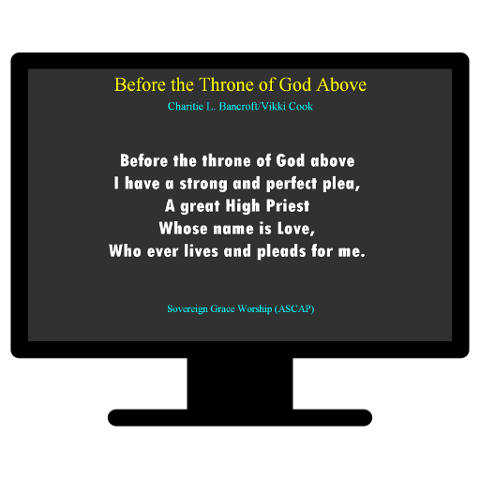 Before the Throne of God Above
Charitie L. Bancroft/Vikki Cook
Before the throne of God above
I have a strong and perfect plea,
A great High Priest
Whose name is Love,
Who ever lives and pleads for me.
Sovereign Grace Worship (ASCAP)